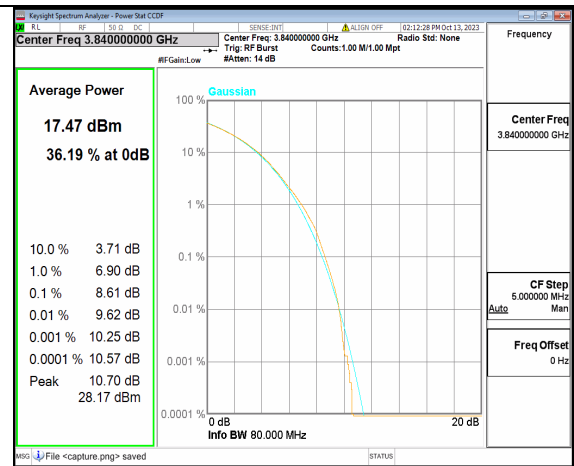 Keysight Spectrum Analyzer - Power Stat CCDF
RL RF 50 Ω DC SENSE:INT ALIGN OFF 02:12:28 PM Oct 13, 2023
Center Freq 3.840000000 GHz
Center Freq: 3.840000000 GHz Radio Std: None
Trig: RF Burst Counts:1.00 M/1.00 Mpt
#IFGain:Low #Atten: 14 dB
Frequency
Average Power
17.47 dBm
36.19 % at 0dB
10.0 % 3.71 dB
1.0 % 6.90 dB
0.1 % 8.61 dB
0.01 % 9.62 dB
0.001 % 10.25 dB
0.0001 % 10.57 dB
Peak 10.70 dB
28.17 dBm
Gaussian
100 %
10 %
1 %
0.1 %
0.01 %
0.001 %
0.0001 %
0 dB 20 dB
Info BW 80.000 MHz
Center Freq
3.840000000 GHz
CF Step
5.000000 MHz
Auto Man
Freq Offset
0 Hz
MSG File <capture.png> saved STATUS